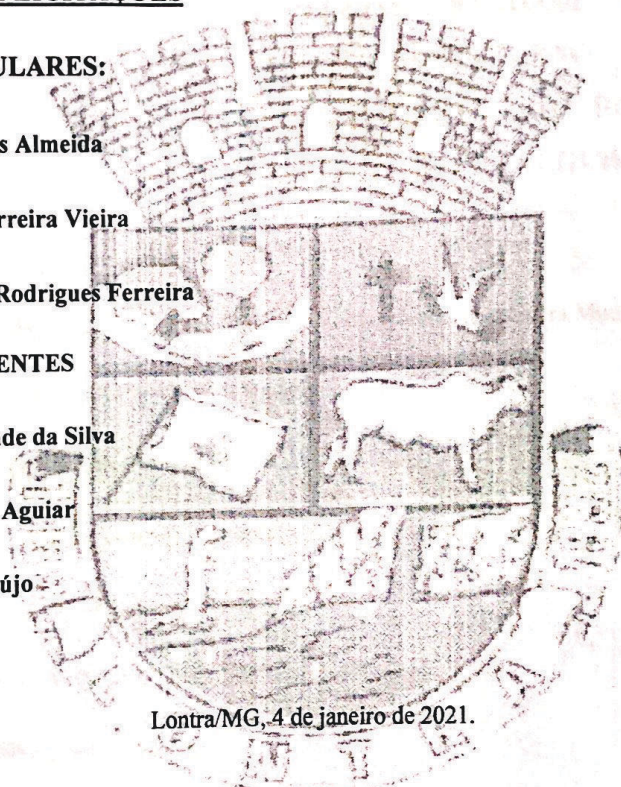 ULARES:
s Almeida
rreira Vieira
Rodrigues Ferreira
ENTES
de da Silva
Aguiar
újo
Lontra/MG, 4 de janeiro de 2021.